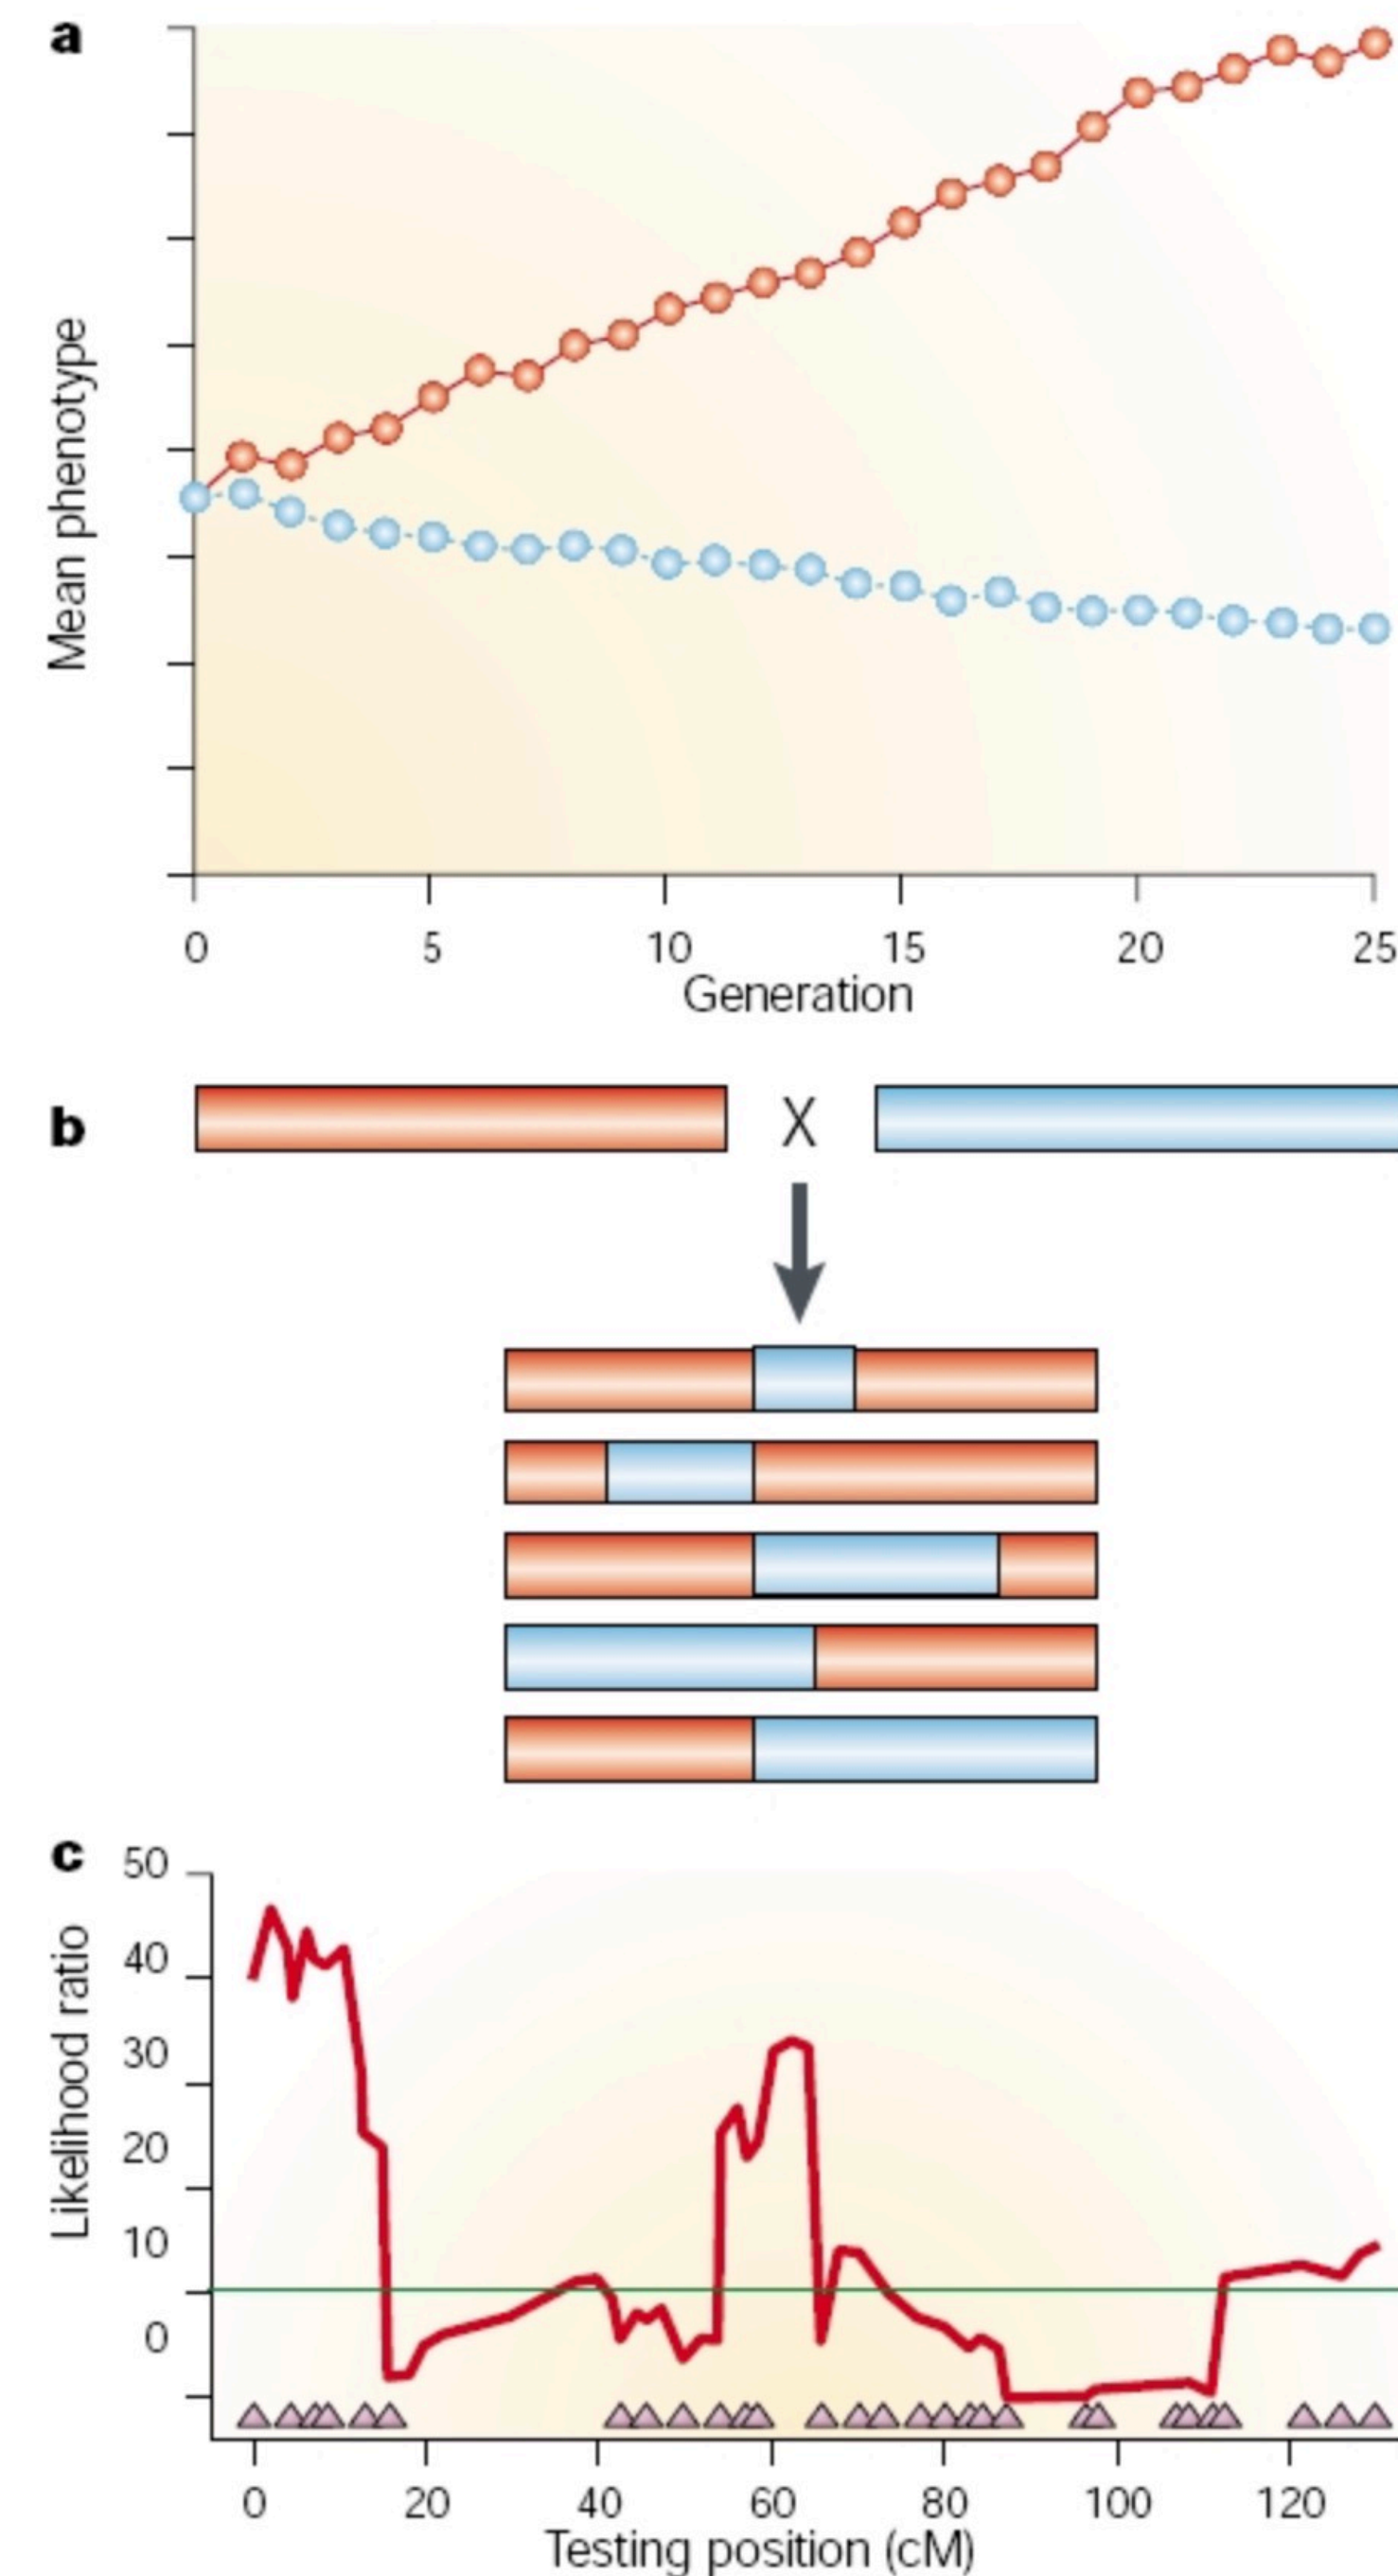 a
Mean phenotype
0 5 10 15 20 25
Generation
b
X
c
Likelihood ratio
50
40
30
20
10
0
0 20 40 60 80 100 120
Testing position (cM)